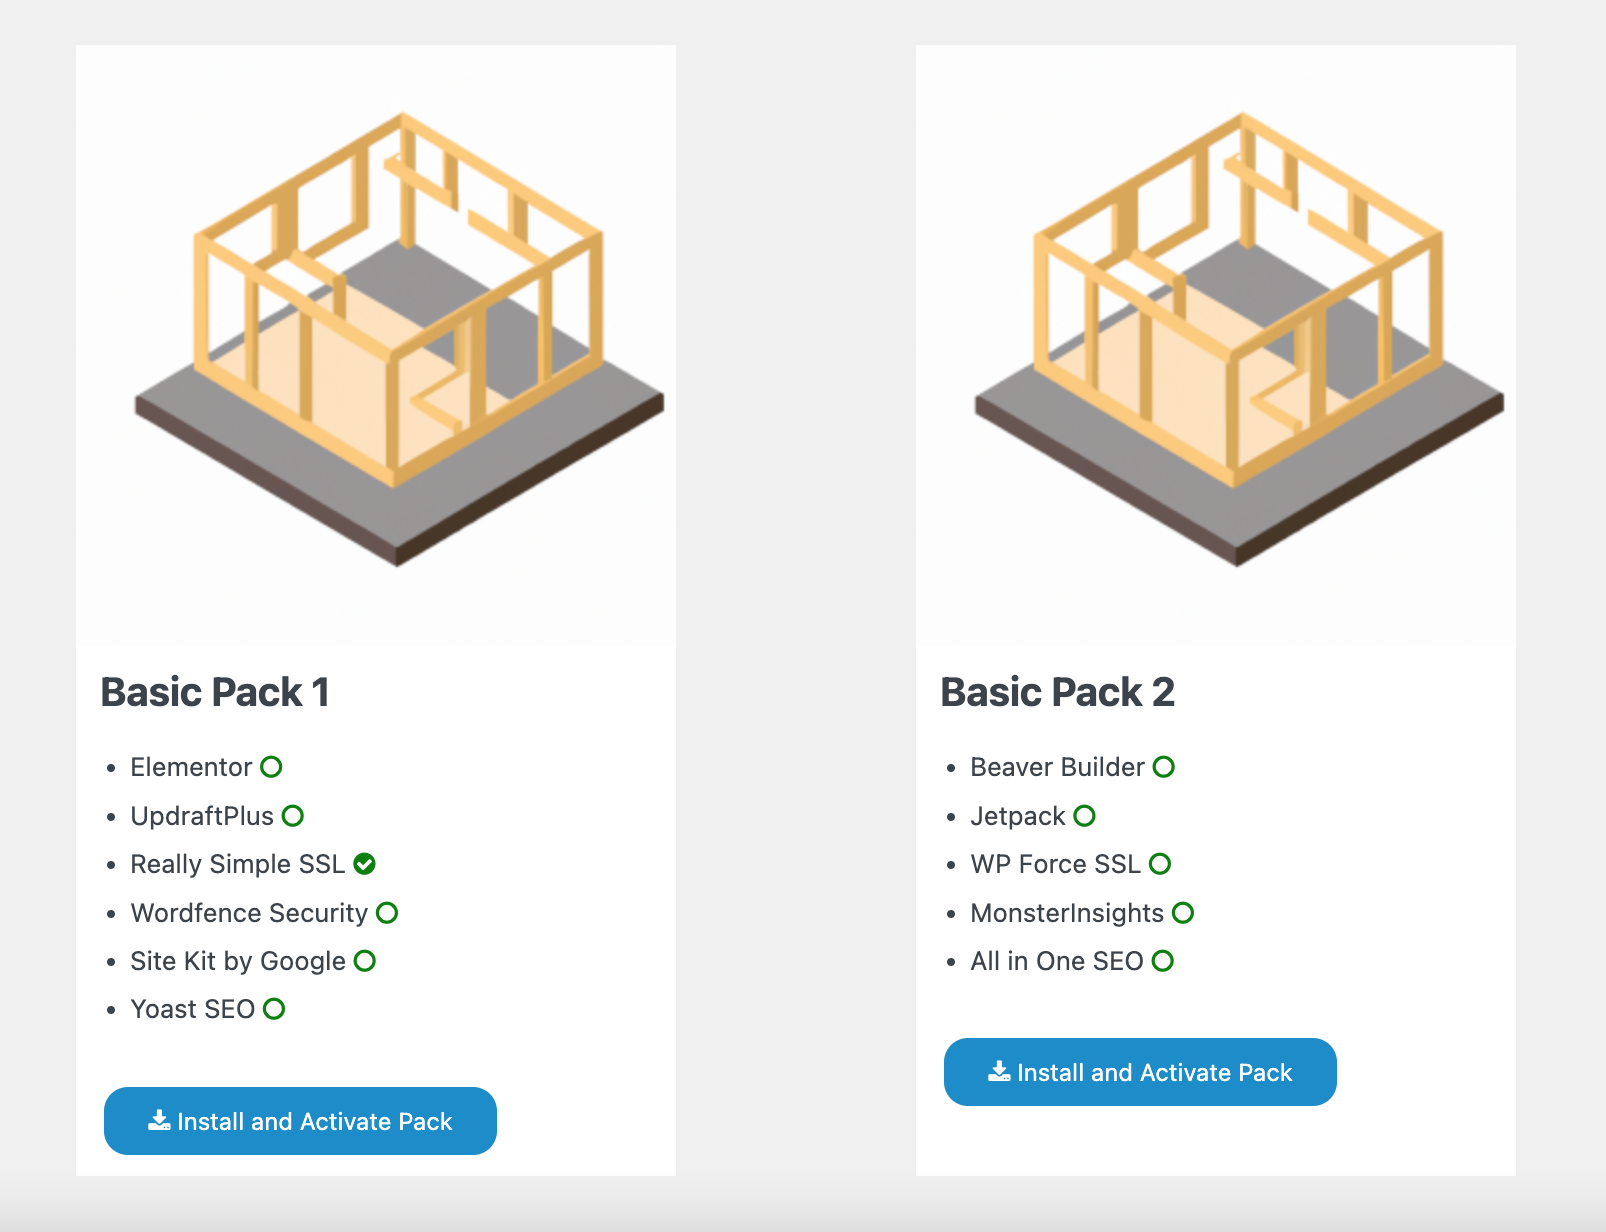 Basic Pack 1
Elementor
UpdraftPlus
Really Simple SSL
Wordfence Security
Site Kit by Google
Yoast SEO
Install and Activate Pack
Basic Pack 2
Beaver Builder
Jetpack
WP Force SSL
MonsterInsights
All in One SEO
Install and Activate Pack